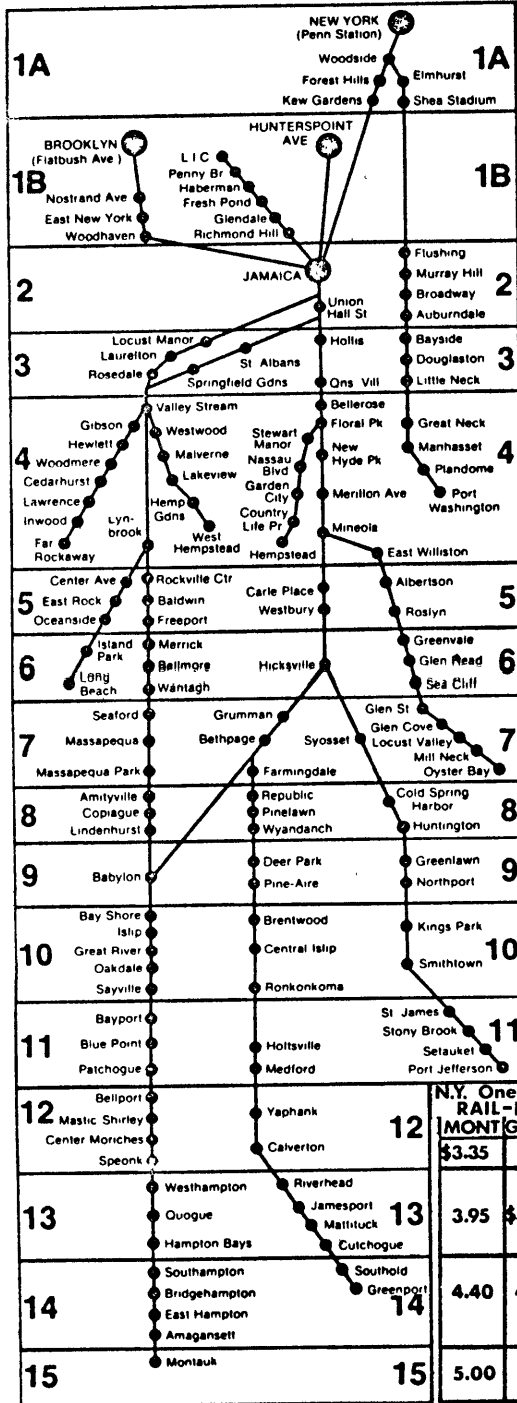 NEW YORK
(Penn Station)
1A
1A
Woodside
Forest Hills
Elmhurst
Kew Gardens
Shea Stadium
BROOKLYN
(Flatbush Ave)
HUNTERSPOINT
AVE
1B
1B
L I C
Penny Br
Haberman
Fresh Pond
Glendale
Richmond Hill
Nostrand Ave
East New York
Woodhaven
JAMAICA
2
2
Flushing
Murray Hill
Broadway
Auburndale
Union
Hall St
3
3
Locust Manor
Laurelton
Rosedale
St Albans
Springfield Gdns
Hollis
Qns Vill
Bayside
Douglaston
Little Neck
4
4
Valley Stream
Bellerose
Floral Pk
Great Neck
Gibson
Hewlett
Woodmere
Cedarhurst
Lawrence
Inwood
Far
Rockaway
Westwood
Malverne
Lakeview
Hemp
Gdns
West
Hempstead
Lyn-
brook
Stewart
Manor
Nassau
Blvd
Garden
City
Country
Life Pr
Hempstead
New
Hyde Pk
Merillon Ave
Mineola
Manhasset
Plandome
Port
Washington
East Williston
5
5
Center Ave
East Rock
Oceanside
Rockville Ctr
Baldwin
Freeport
Carle Place
Westbury
Albertson
Roslyn
6
6
Island
Park
Long
Beach
Merrick
Bellmore
Wantagh
Hicksville
Greenvale
Glen Head
Sea Cliff
7
7
Seaford
Massapequa
Massapequa Park
Grumman
Bethpage
Farmingdale
Syosset
Glen St
Glen Cove
Locust Valley
Mill Neck
Oyster Bay
8
8
Amityville
Copiague
Lindenhurst
Republic
Pinelawn
Wyandanch
Cold Spring
Harbor
Huntington
9
9
Babylon
Deer Park
Pine-Aire
Greenlawn
Northport
10
10
Bay Shore
Islip
Great River
Oakdale
Sayville
Brentwood
Central Islip
Ronkonkoma
Kings Park
Smithtown
11
11
Bayport
Blue Point
Patchogue
Holtsville
Medford
St James
Stony Brook
Setauket
Port Jefferson
12
12
Bellport
Mastic Shirley
Center Moriches
Speonk
Yaphank
Calverton
13
13
Westhampton
Quogue
Hampton Bays
Riverhead
Jamesport
Mattituck
Cutchogue
14
14
Southampton
Bridgehampton
East Hampton
Amagansett
Southold
Greenport
15
15
Montauk
N.Y. One
RAIL-
MONT G
$3.35
3.95 $
4.40
5.00